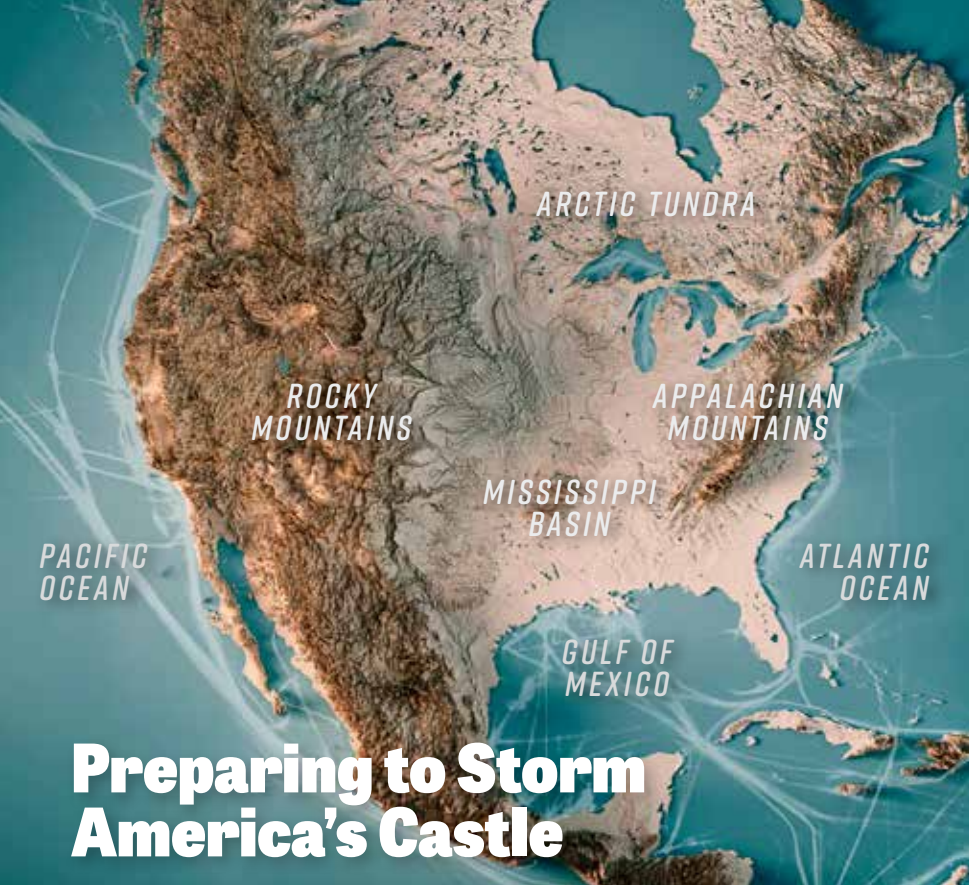 ARCTIC TUNDRA
ROCKY
MOUNTAINS
APPALACHIAN
MOUNTAINS
MISSISSIPPI
BASIN
PACIFIC
OCEAN
ATLANTIC
OCEAN
GULF OF
MEXICO
Preparing to Storm
America’s Castle